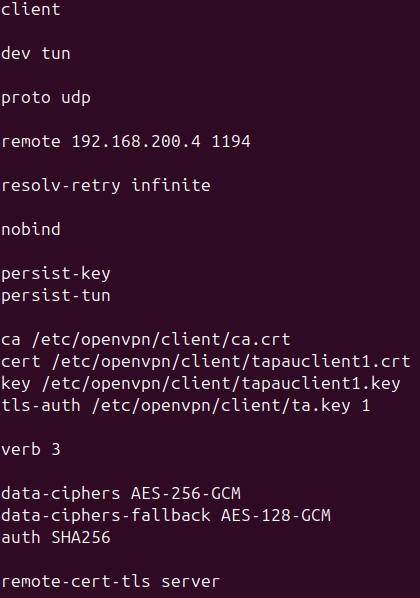 client
dev tun
proto udp
remote 192.168.200.4 1194
resolv-retry infinite
nobind
persist-key
persist-tun
ca /etc/openvpn/client/ca.crt
cert /etc/openvpn/client/tapauclient1.crt
key /etc/openvpn/client/tapauclient1.key
tls-auth /etc/openvpn/client/ta.key 1
verb 3
data-ciphers AES-256-GCM
data-ciphers-fallback AES-128-GCM
auth SHA256
remote-cert-tls server